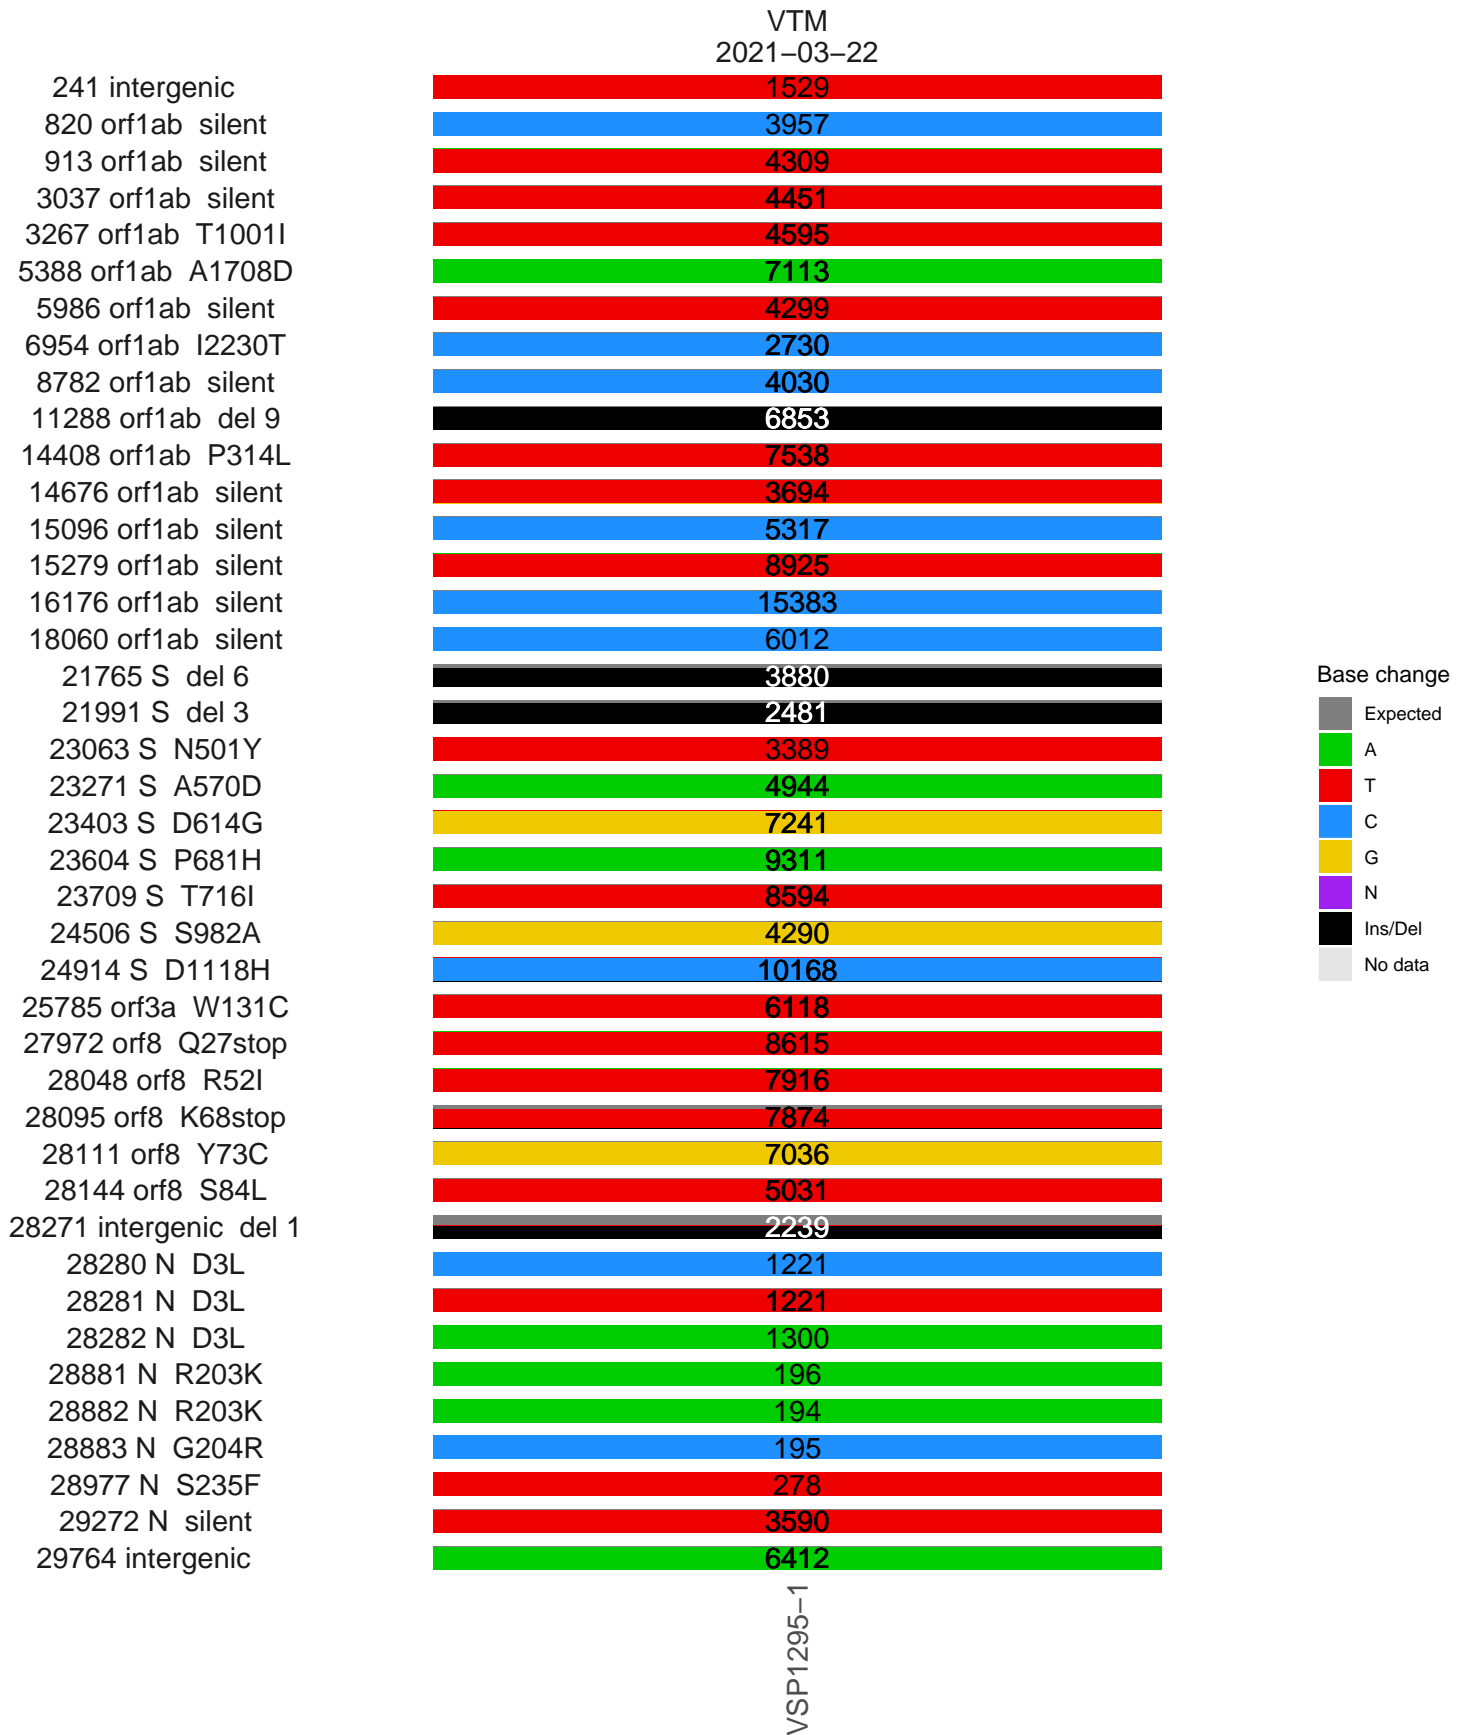 VTM
2021−03−22
241 intergenic 1529
820 orf1ab silent 3957
913 orf1ab silent 4309
3037 orf1ab silent 4451
3267 orf1ab T1001I 4595
5388 orf1ab A1708D 7113
5986 orf1ab silent 4299
6954 orf1ab I2230T 2730
8782 orf1ab silent 4030
11288 orf1ab del 9 6853
14408 orf1ab P314L 7538
14676 orf1ab silent 3694
15096 orf1ab silent 5317
15279 orf1ab silent 8925
16176 orf1ab silent 15383
18060 orf1ab silent 6012
21765 S del 6 3880
21991 S del 3 2481
23063 S N501Y 3389
23271 S A570D 4944
23403 S D614G 7241
23604 S P681H 9311
23709 S T716I 8594
24506 S S982A 4290
24914 S D1118H 10168
25785 orf3a W131C 6118
27972 orf8 Q27stop 8615
28048 orf8 R52I 7916
28095 orf8 K68stop 7874
28111 orf8 Y73C 7036
28144 orf8 S84L 5031
28271 intergenic del 1 2239
28280 N D3L 1221
28281 N D3L 1221
28282 N D3L 1300
28881 N R203K 196
28882 N R203K 194
28883 N G204R 195
28977 N S235F 278
29272 N silent 3590
29764 intergenic 6412
VSP1295−1
Base change
Expected
A
T
C
G
N
Ins/Del
No data